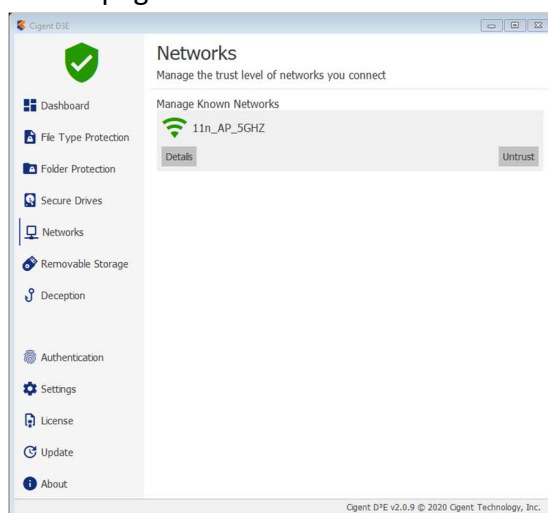 Cigent D3E
Networks
Manage the trust level of networks you connect
Manage Known Networks
11n_AP_5GHZ
Details
Untrust
Dashboard
File Type Protection
Folder Protection
Secure Drives
Networks
Removable Storage
Deception
Authentication
Settings
License
Update
About
Cigent D³E v2.0.9 © 2020 Cigent Technology, Inc.